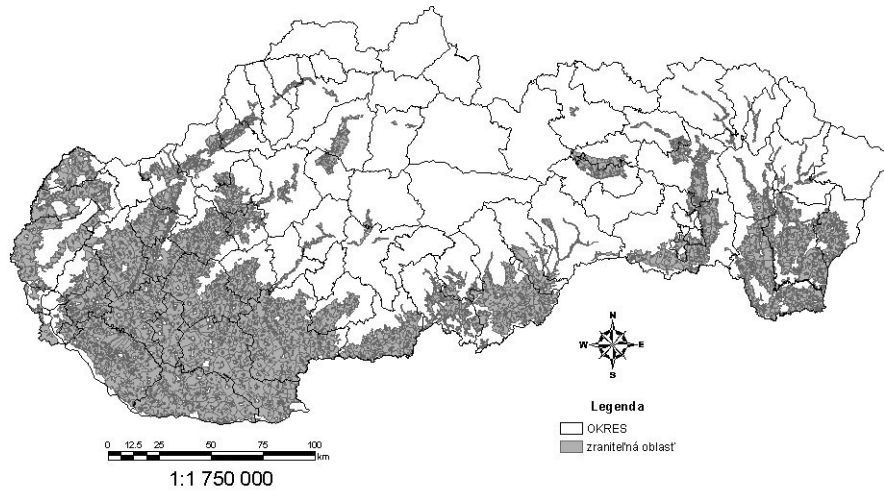 N
W E
S
Legenda
OKRES
zraniteľná oblasť
0 12.5 25 50 75 100
km
1:1 750 000